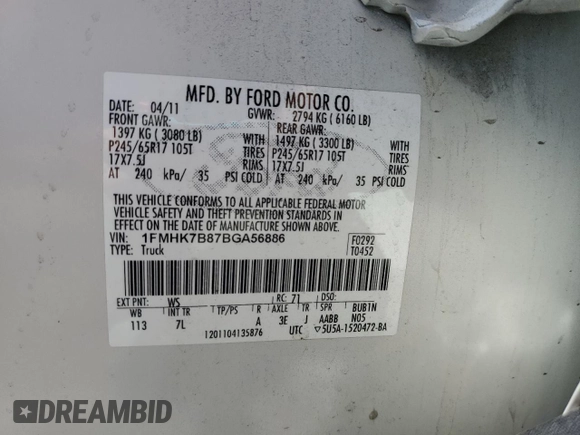 MFD. BY FORD MOTOR CO.
DATE: 04/11 GVWR: 2794 KG ( 6160 LB)
FRONT GAWR: REAR GAWR:
1397 KG ( 3080 LB) 1497 KG ( 3300 LB)
P245/65R17 105T TIRES P245/65R17 105T TIRES
17X7.5J RIMS 17X7.5J RIMS
AT 240 kPa/ 35 PSI COLD AT 240 kPa/ 35 PSI COLD
THIS VEHICLE CONFORMS TO ALL APPLICABLE FEDERAL MOTOR
VEHICLE SAFETY AND THEFT PREVENTION STANDARDS IN
EFFECT ON THE DATE OF MANUFACTURE SHOWN ABOVE.
VIN: 1FMHK7B87BGA56886 F0292
TYPE: Truck T0452
EXT PNT: WS RC: 71 DSO:
WB INT TR TP/PS R AXLE TR SPR BUBIN
113 7L A 3E J AABB N05
1201104135876 UTC ▽5U5A-1520472-BA
DREAMBID